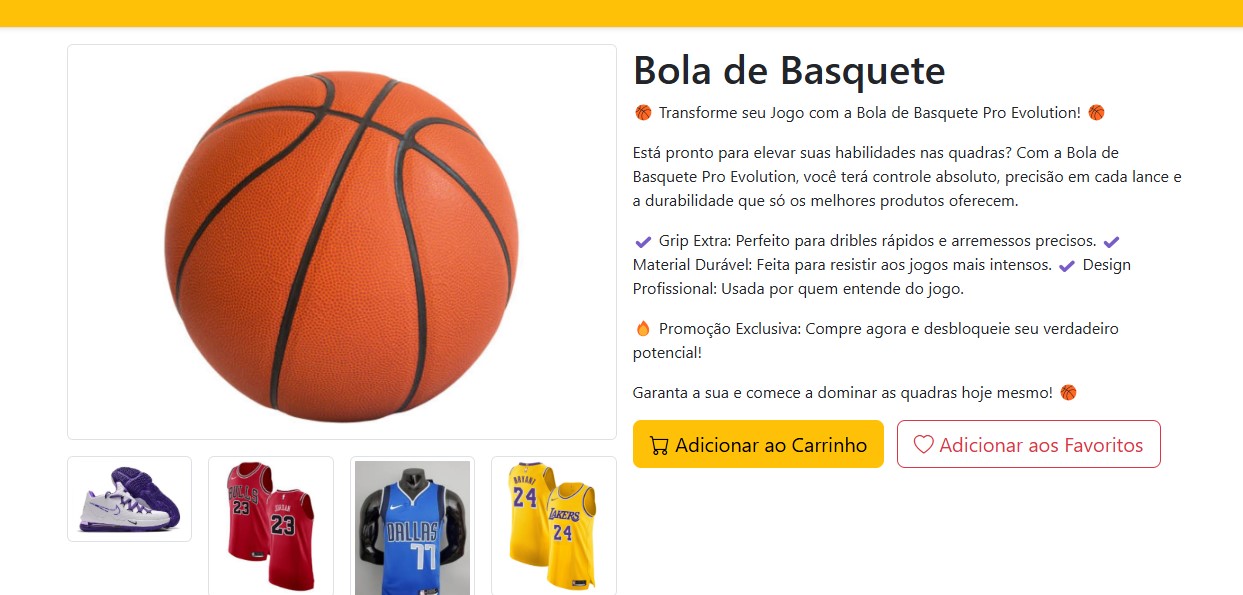 Bola de Basquete
🏀 Transforme seu Jogo com a Bola de Basquete Pro Evolution! 🏀
Está pronto para elevar suas habilidades nas quadras? Com a Bola de
Basquete Pro Evolution, você terá controle absoluto, precisão em cada lance e
a durabilidade que só os melhores produtos oferecem.
✔ Grip Extra: Perfeito para dribles rápidos e arremessos precisos. ✔
Material Durável: Feita para resistir aos jogos mais intensos. ✔ Design
Profissional: Usada por quem entende do jogo.
🔥 Promoção Exclusiva: Compre agora e desbloqueie seu verdadeiro
potencial!
Garanta a sua e comece a dominar as quadras hoje mesmo! 🏀
Adicionar ao Carrinho
Adicionar aos Favoritos
BULLS
23
JORDAN
23
DALLAS
77
BRYANT
24
LAKERS
24